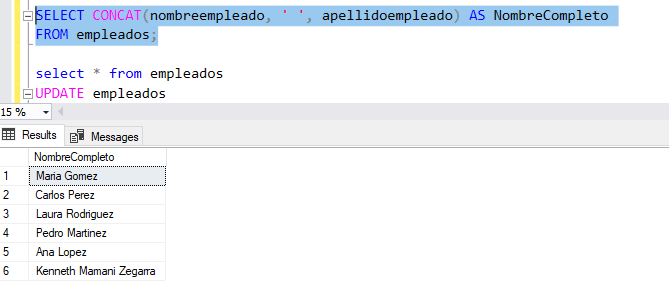 SELECT CONCAT(nombreempleado, ' ', apellidoempleado) AS NombreCompleto
FROM empleados;
select * from empleados
UPDATE empleados
15 %
Results Messages
NombreCompleto
1 Maria Gomez
2 Carlos Perez
3 Laura Rodriguez
4 Pedro Martinez
5 Ana Lopez
6 Kenneth Mamani Zegarra